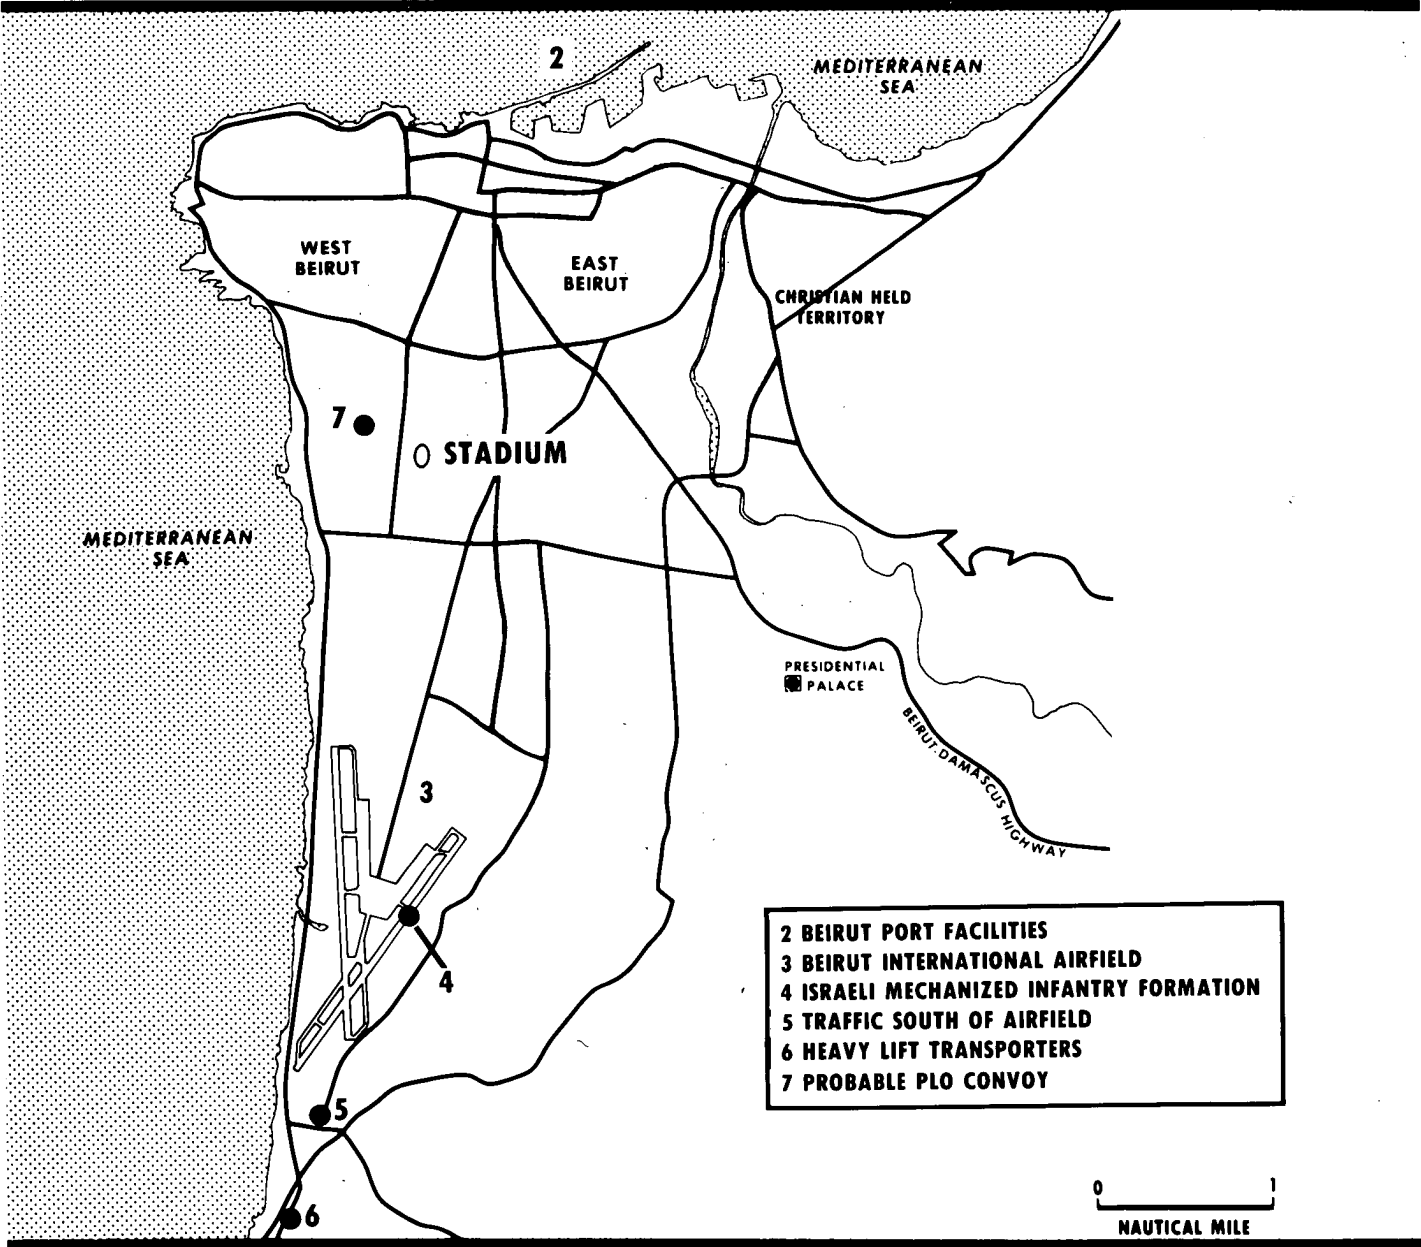 2
MEDITERRANEAN
SEA
WEST
BEIRUT
EAST
BEIRUT
CHRISTIAN HELD
TERRITORY
7
STADIUM
MEDITERRANEAN
SEA
PRESIDENTIAL
PALACE
BEIRUT-DAMASCUS HIGHWAY
3
4
2 BEIRUT PORT FACILITIES
3 BEIRUT INTERNATIONAL AIRFIELD
4 ISRAELI MECHANIZED INFANTRY FORMATION
5 TRAFFIC SOUTH OF AIRFIELD
6 HEAVY LIFT TRANSPORTERS
7 PROBABLE PLO CONVOY
5
6
0 1
NAUTICAL MILE